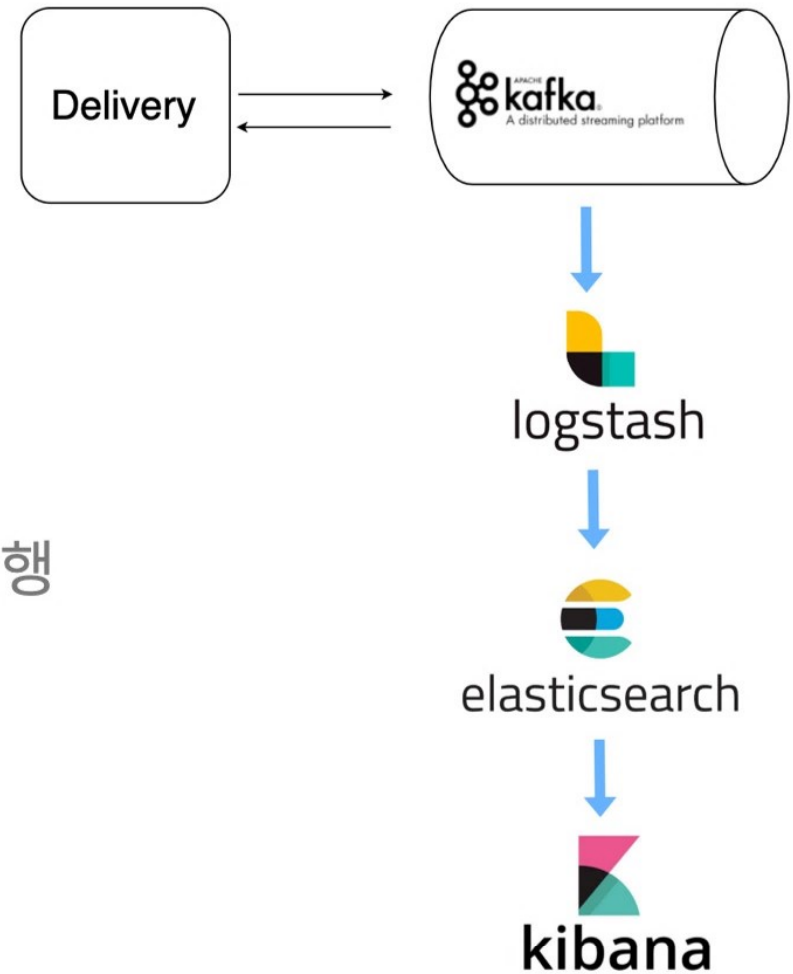 Delivery
APACHE
kafka®
A distributed streaming platform
logstash
행
elasticsearch
kibana